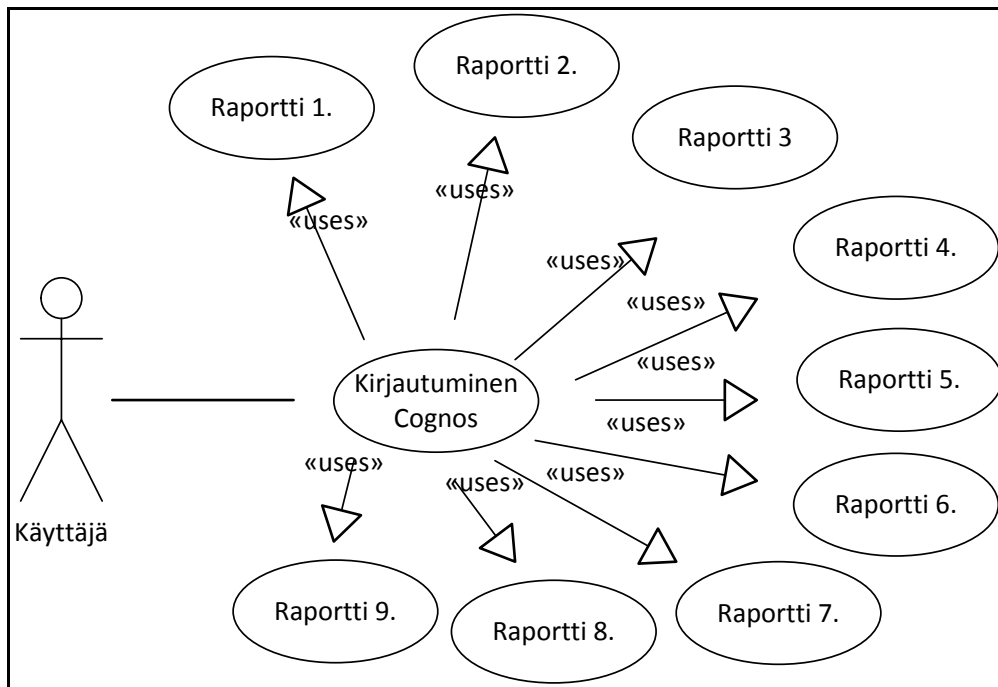 Raportti 1.
Raportti 2.
Raportti 3
Raportti 4.
Raportti 5.
Raportti 6.
Raportti 7.
Raportti 8.
Raportti 9.
«uses»
«uses»
«uses»
«uses»
«uses»
«uses»
«uses»
«uses»
«uses»
Kirjautuminen
Cognos
Käyttäjä